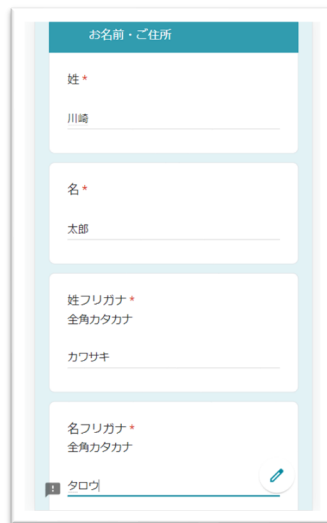 お名前・ご住所
姓*
川崎
名*
太郎
姓フリガナ*
全角カタカナ
カワサキ
名フリガナ*
全角カタカナ
タロウ